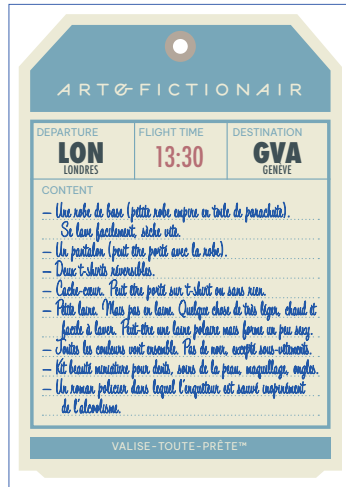 ART&FICTIONAIR
DEPARTURE FLIGHT TIME DESTINATION
LON 13:30 GVA
LONDRES GENÈVE
CONTENT
– Une robe de base (petite robe empire en toile de parachute).
Se lave facilement, sèche vite.
– Un pantalon (peut être porté avec la robe).
– Deux t-shirts réversibles.
– Cache-cœur. Peut être porté sur t-shirt ou sans rien.
– Petite laine. Mais pas en laine. Quelque chose de très léger, chaud et
facile à laver. Peut-être une laine polaire mais forme un peu sexy.
– Toutes les couleurs vont ensemble. Pas de noir, excepté sous-vêtements.
– Kit beauté miniature pour dents, soins de la peau, maquillage, ongles.
– Un roman policier dans lequel l'enquêteur est sauvé inopinément
de l'alcoolisme.
VALISE-TOUTE-PRÊTE™